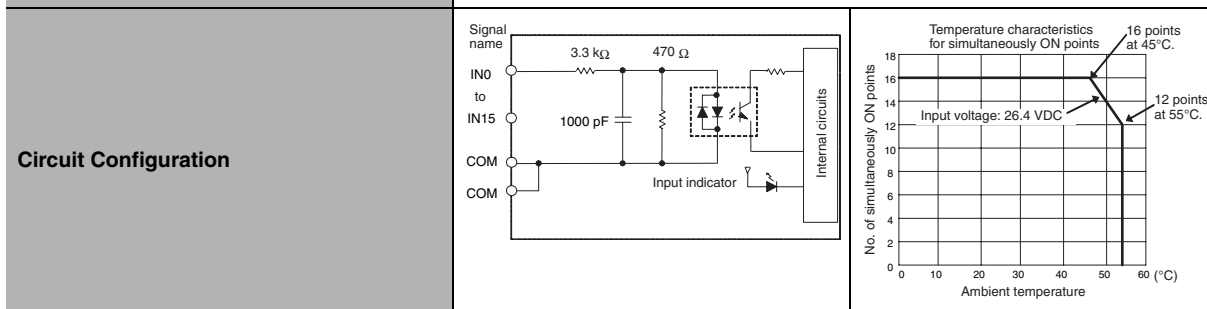 Circuit Configuration
Signal
name
3.3 kΩ
470 Ω
IN0
to
IN15
1000 pF
COM
COM
Input indicator
Internal circuits
Temperature characteristics
for simultaneously ON points
16 points
at 45°C.
12 points
at 55°C.
Input voltage: 26.4 VDC
No. of simultaneously ON points
18
16
14
12
10
8
6
4
2
0
0 10 20 30 40 50 60 (°C)
Ambient temperature